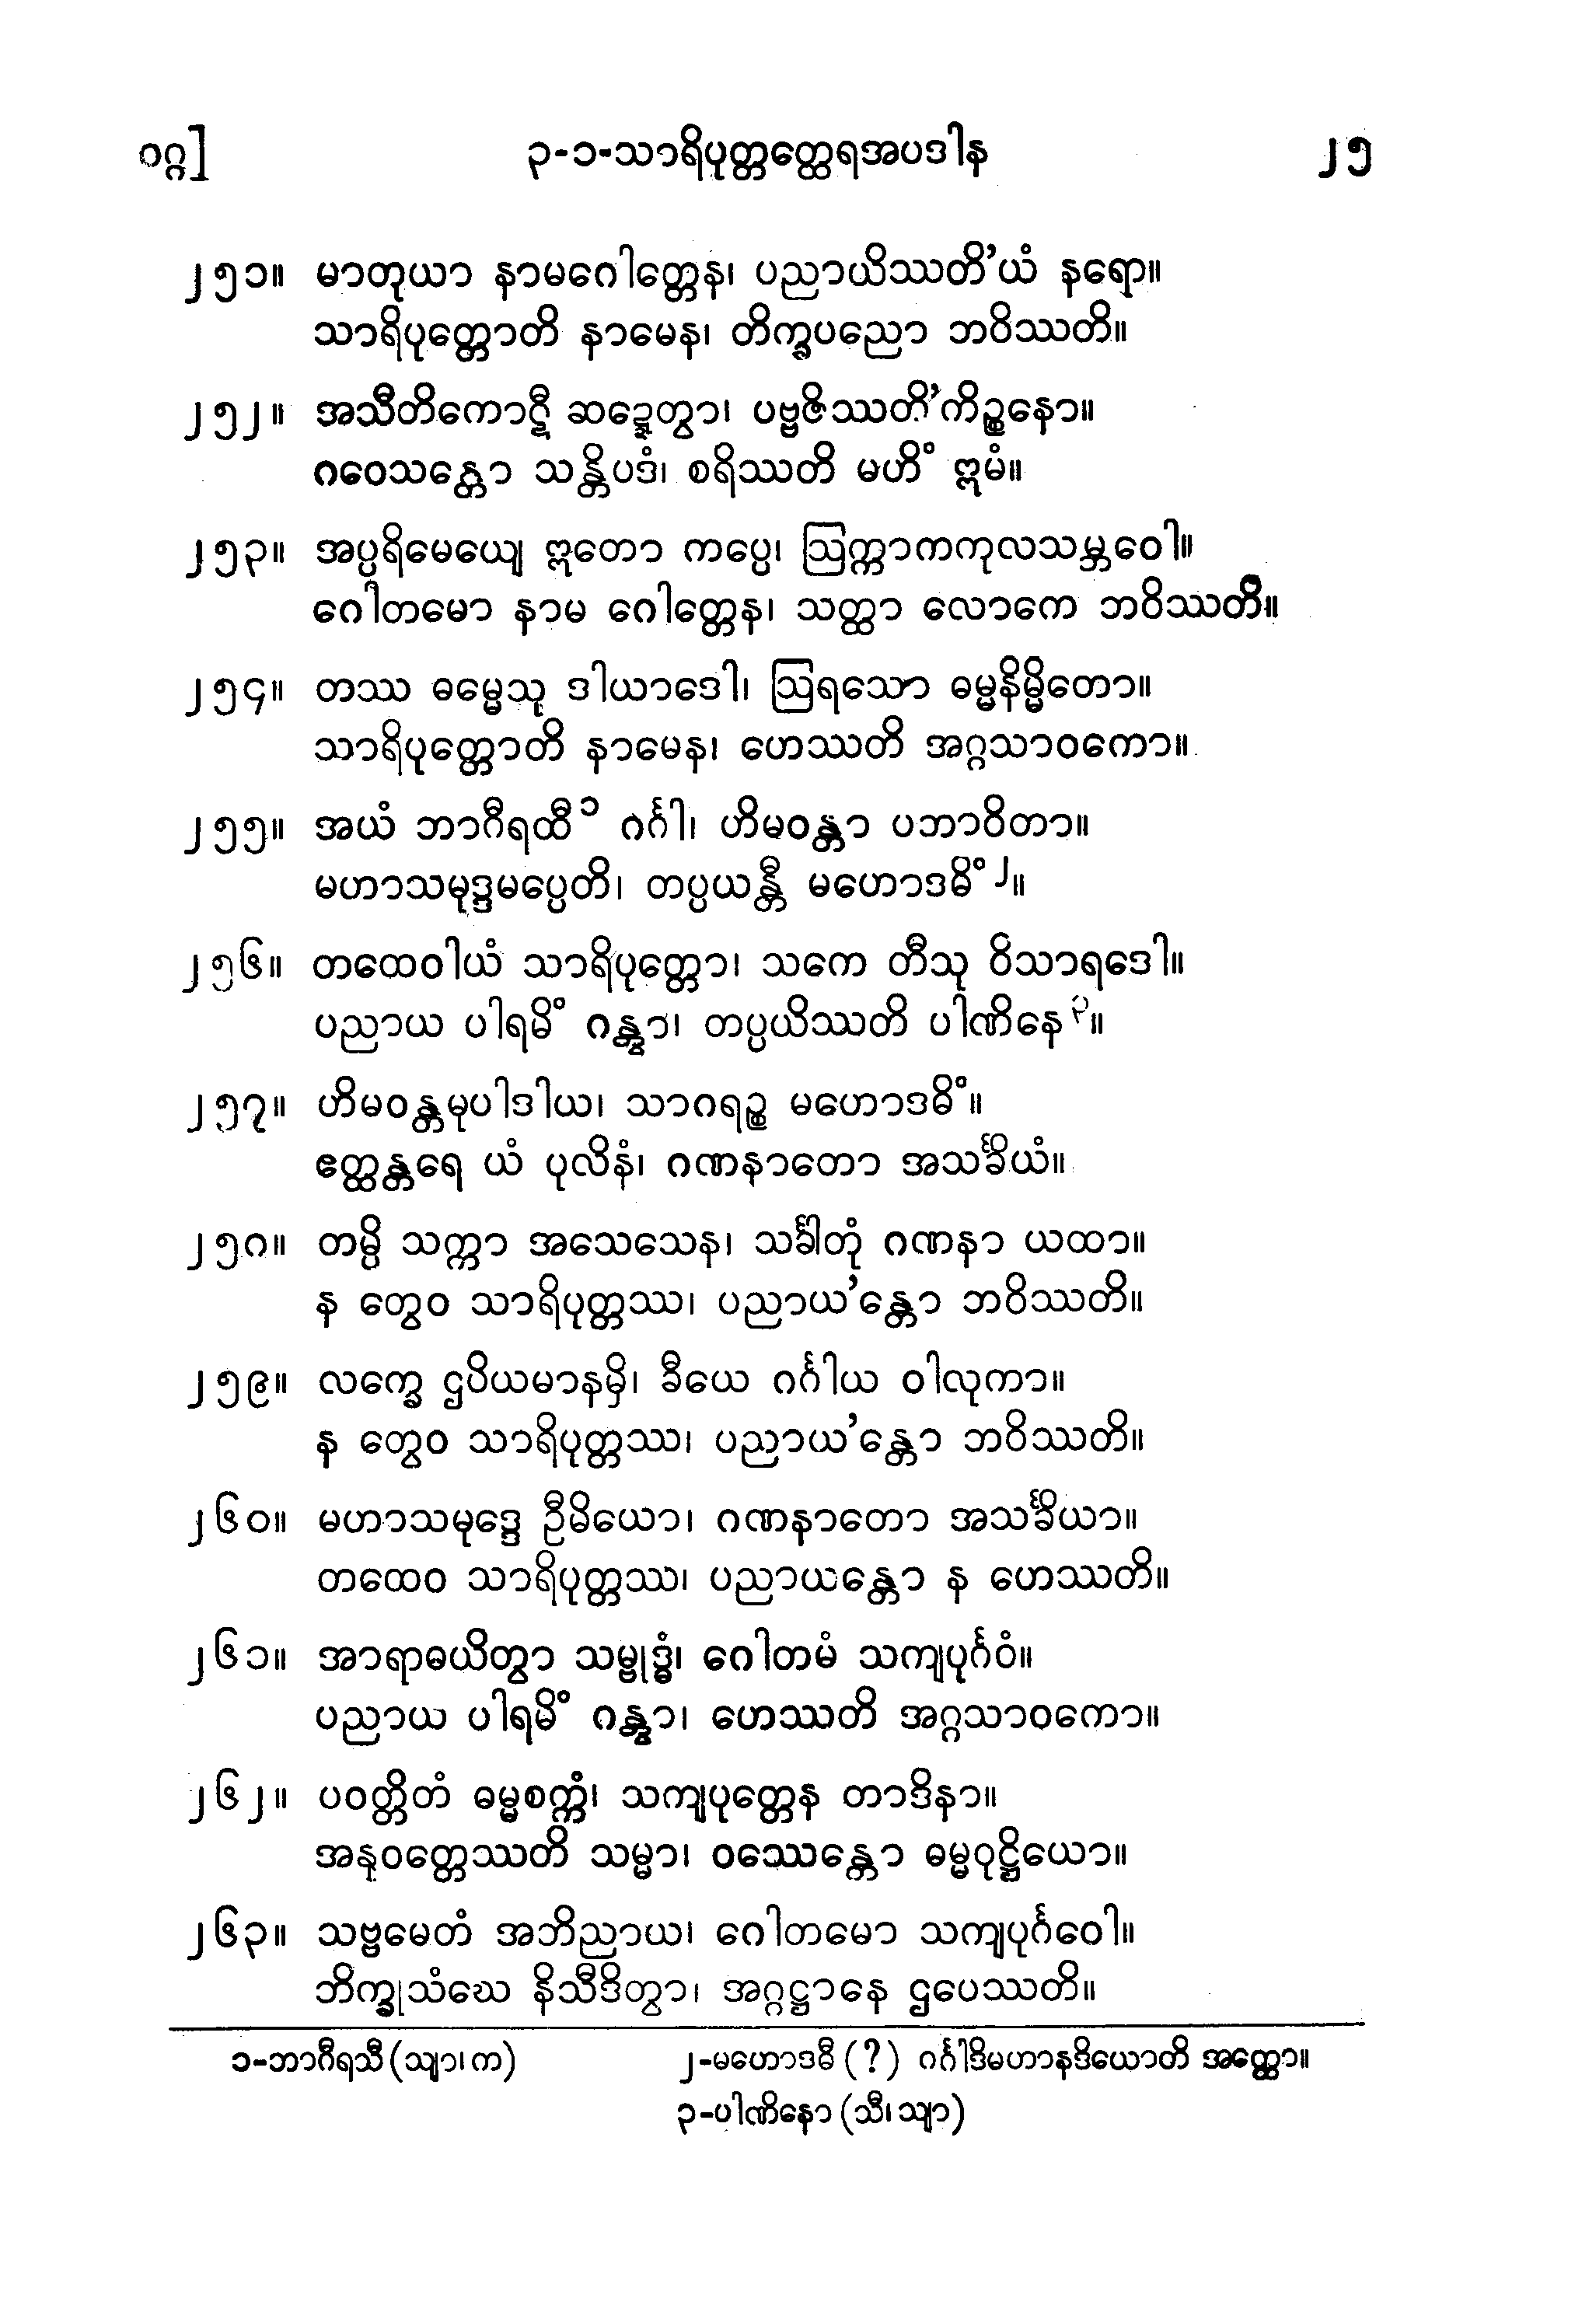 ဝဂ္ဂ]
၃-၁-သာရိပုတ္တတ္ထေရအပဒါန
၂၅
၂၅၁။ မာတုယာ နာမဂေါတ္တေန၊ ပညာယိဿတိ’ယံ နရော။
သာရိပုတ္တောတိ နာမေန၊ တိက္ခပညော ဘဝိဿတိ။
၂၅၂။ အသီတိကောဋီ ဆဍ္ဍေတွာ၊ ပဗ္ဗဇိဿတိ’ကိဉ္စနော။
ဂဝေသန္တော သန္တိပဒံ၊ စရိဿတိ မဟိံ ဣမံ။
၂၅၃။ အပ္ပရိမေယျေ ဣတော ကပ္ပေ၊ ဩက္ကာကကုလသမ္ဘဝေါ။
ဂေါတမော နာမ ဂေါတ္တေန၊ သတ္ထာ လောကေ ဘဝိဿတိ။
၂၅၄။ တဿ ဓမ္မေသု ဒါယာဒေါ၊ ဩရသော ဓမ္မနိမ္မိတော။
သာရိပုတ္တောတိ နာမေန၊ ဟေဿတိ အဂ္ဂသာဝကော။
၂၅၅။ အယံ ဘာဂီရထီ ၁ ဂင်္ဂါ၊ ဟိမဝန္တာ ပဘာဝိတာ။
မဟာသမုဒ္ဒမပ္ပေတိ၊ တပ္ပယန္တီ မဟောဒဓိံ ၂။
၂၅၆။ တထေဝါယံ သာရိပုတ္တော၊ သကေ တီသု ဝိသာရဒေါ။
ပညာယ ပါရမိံ ဂန္တွာ၊ တပ္ပယိဿတိ ပါဏိနေ ၃။
၂၅၇။ ဟိမဝန္တမုပါဒါယ၊ သာဂရဉ္စ မဟောဒဓိံ။
ဧတ္ထန္တရေ ယံ ပုလိနံ၊ ဂဏနာတော အသင်္ခိယံ။
၂၅၈။ တမ္ပိ သက္ကာ အသေသေန၊ သင်္ခါတုံ ဂဏနာ ယထာ။
န တွေဝ သာရိပုတ္တဿ၊ ပညာယ’န္တော ဘဝိဿတိ။
၂၅၉။ လက္ခေ ဌပိယမာနမှိ၊ ခီယေ ဂင်္ဂါယ ဝါလုကာ။
န တွေဝ သာရိပုတ္တဿ၊ ပညာယ’န္တော ဘဝိဿတိ။
၂၆၀။ မဟာသမုဒ္ဒေ ဦမိယော၊ ဂဏနာတော အသင်္ခိယာ။
တထေဝ သာရိပုတ္တဿ၊ ပညာယန္တော န ဟေဿတိ။
၂၆၁။ အာရာဓယိတွာ သမ္ဗုဒ္ဓံ၊ ဂေါတမံ သကျပုင်္ဂဝံ။
ပညာယ ပါရမိံ ဂန္တွာ၊ ဟေဿတိ အဂ္ဂသာဝကော။
၂၆၂။ ပဝတ္တိတံ ဓမ္မစက္ကံ၊ သကျပုတ္တေန တာဒိနာ။
အနုဝတ္တေဿတိ သမ္မာ၊ ဝဿေန္တော ဓမ္မဝုဋ္ဌိယော။
၂၆၃။ သဗ္ဗမေတံ အဘိညာယ၊ ဂေါတမော သကျပုင်္ဂဝေါ။
ဘိက္ခုသံဃေ နိသီဒိတွာ၊ အဂ္ဂဋ္ဌာနေ ဌပေဿတိ။
၁-ဘာဂီရသီ (သျာ၊ က)
၂-မဟောဒဓီ (?) ဂင်္ဂါဒိမဟာနဒိယောတိ အတ္ထော။
၃-ပါဏိနော (သီ၊ သျာ)